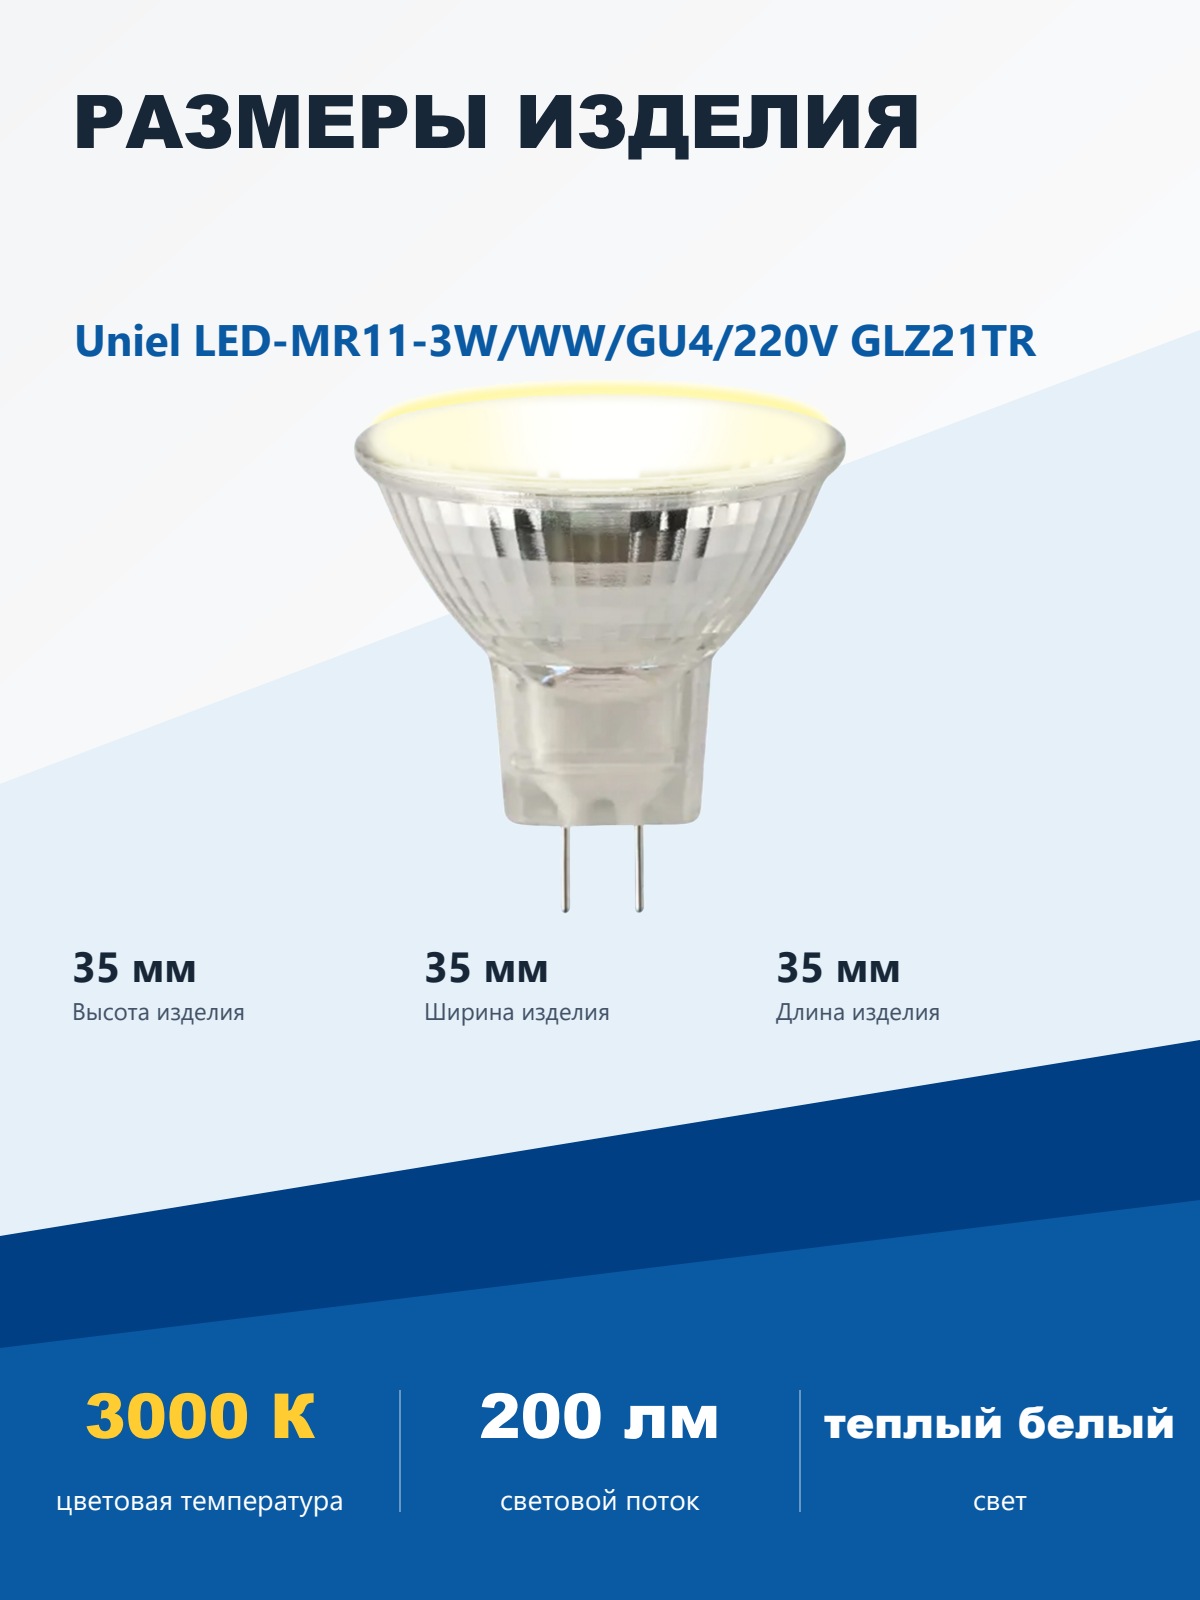 РАЗМЕРЫ ИЗДЕЛИЯ
Uniel LED-MR11-3W/WW/GU4/220V GLZ21TR
35 мм
Высота изделия
35 мм
Ширина изделия
35 мм
Длина изделия
3000 К
цветовая температура
200 лм
световой поток
теплый белый
свет